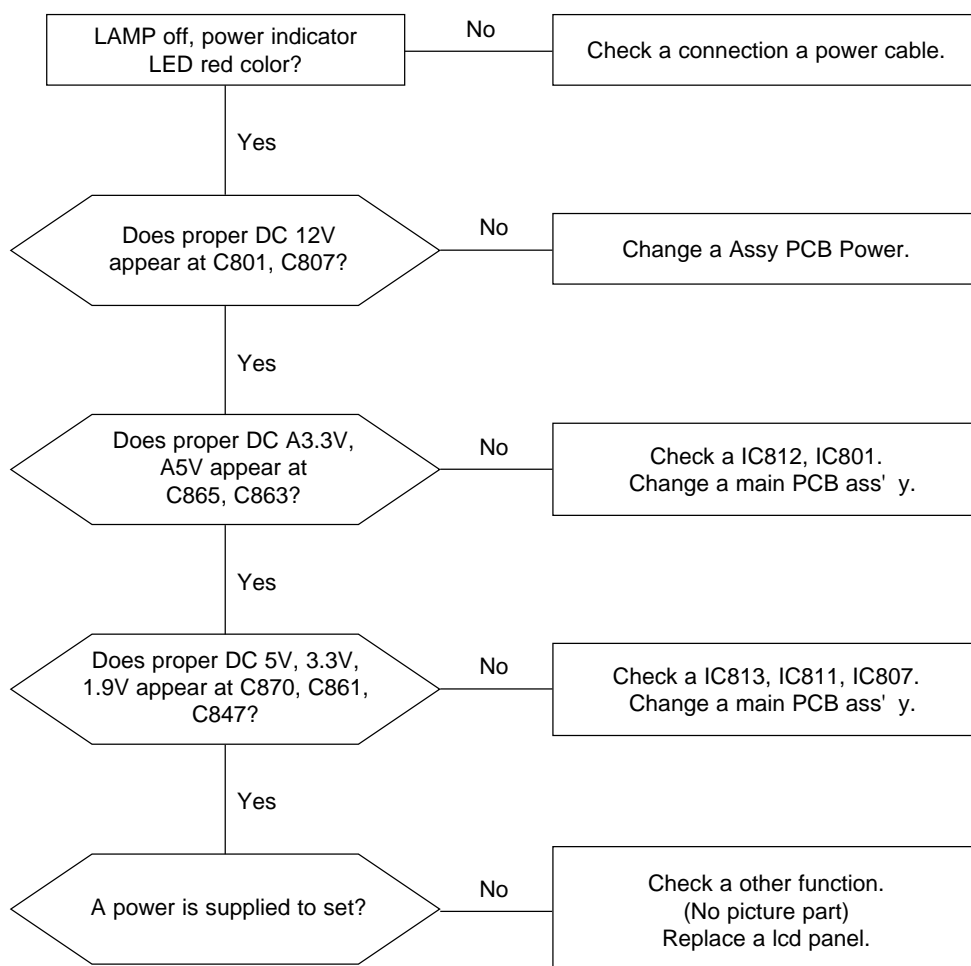 LAMP off, power indicator
LED red color?
No
Check a connection a power cable.
Yes
Does proper DC 12V
appear at C801, C807?
No
Change a Assy PCB Power.
Yes
Does proper DC A3.3V,
A5V appear at
C865, C863?
No
Check a IC812, IC801.
Change a main PCB ass' y.
Yes
Does proper DC 5V, 3.3V,
1.9V appear at C870, C861,
C847?
No
Check a IC813, IC811, IC807.
Change a main PCB ass' y.
Yes
A power is supplied to set?
No
Check a other function.
(No picture part)
Replace a lcd panel.